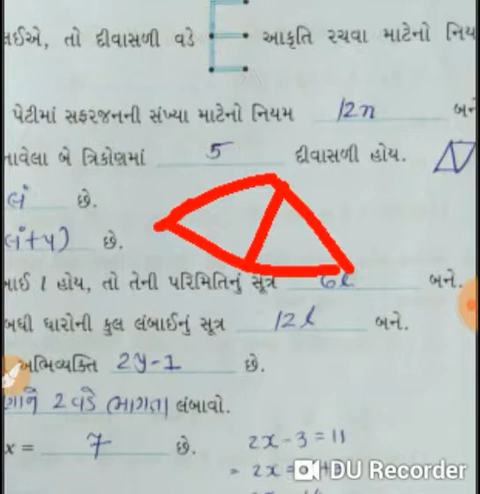 લઈએ, તો દીવાસળી વડે આકૃતિ રચવા માટેનો નિય
પેટીમાં સફરજનની સંખ્યા માટેનો નિયમ 12n બન
નાવેલા બે ત્રિકોણમાં 5 દીવાસળી હોય.
છે.
છે.
ાઈ l હોય, તો તેની પરિમિતિનું સૂત્ર 6l બને.
બધી ધારોની કુલ લંબાઈનું સૂત્ર 12l બને.
અભિવ્યક્તિ 2y-1 છે.
2 વડે ભાગતા લંબાવો.
x = 7 છે. 2x-3=11
DU Recorder